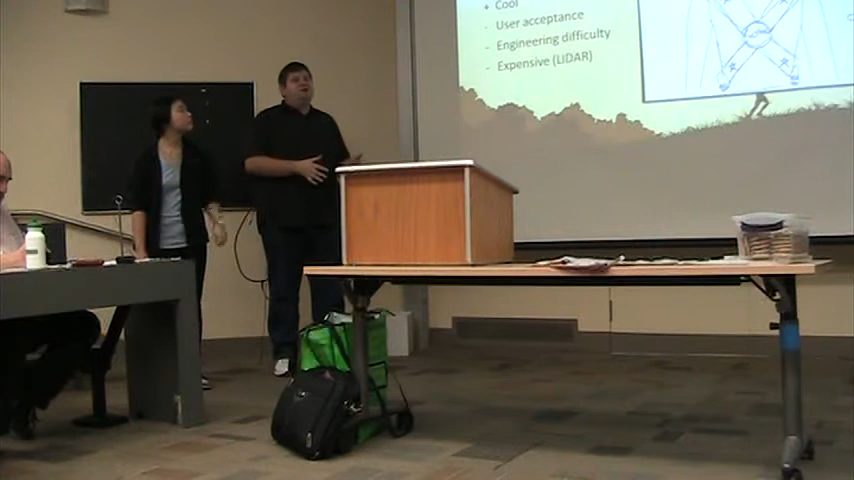 + Cool
- User acceptance
- Engineering difficulty
- Expensive (LIDAR)